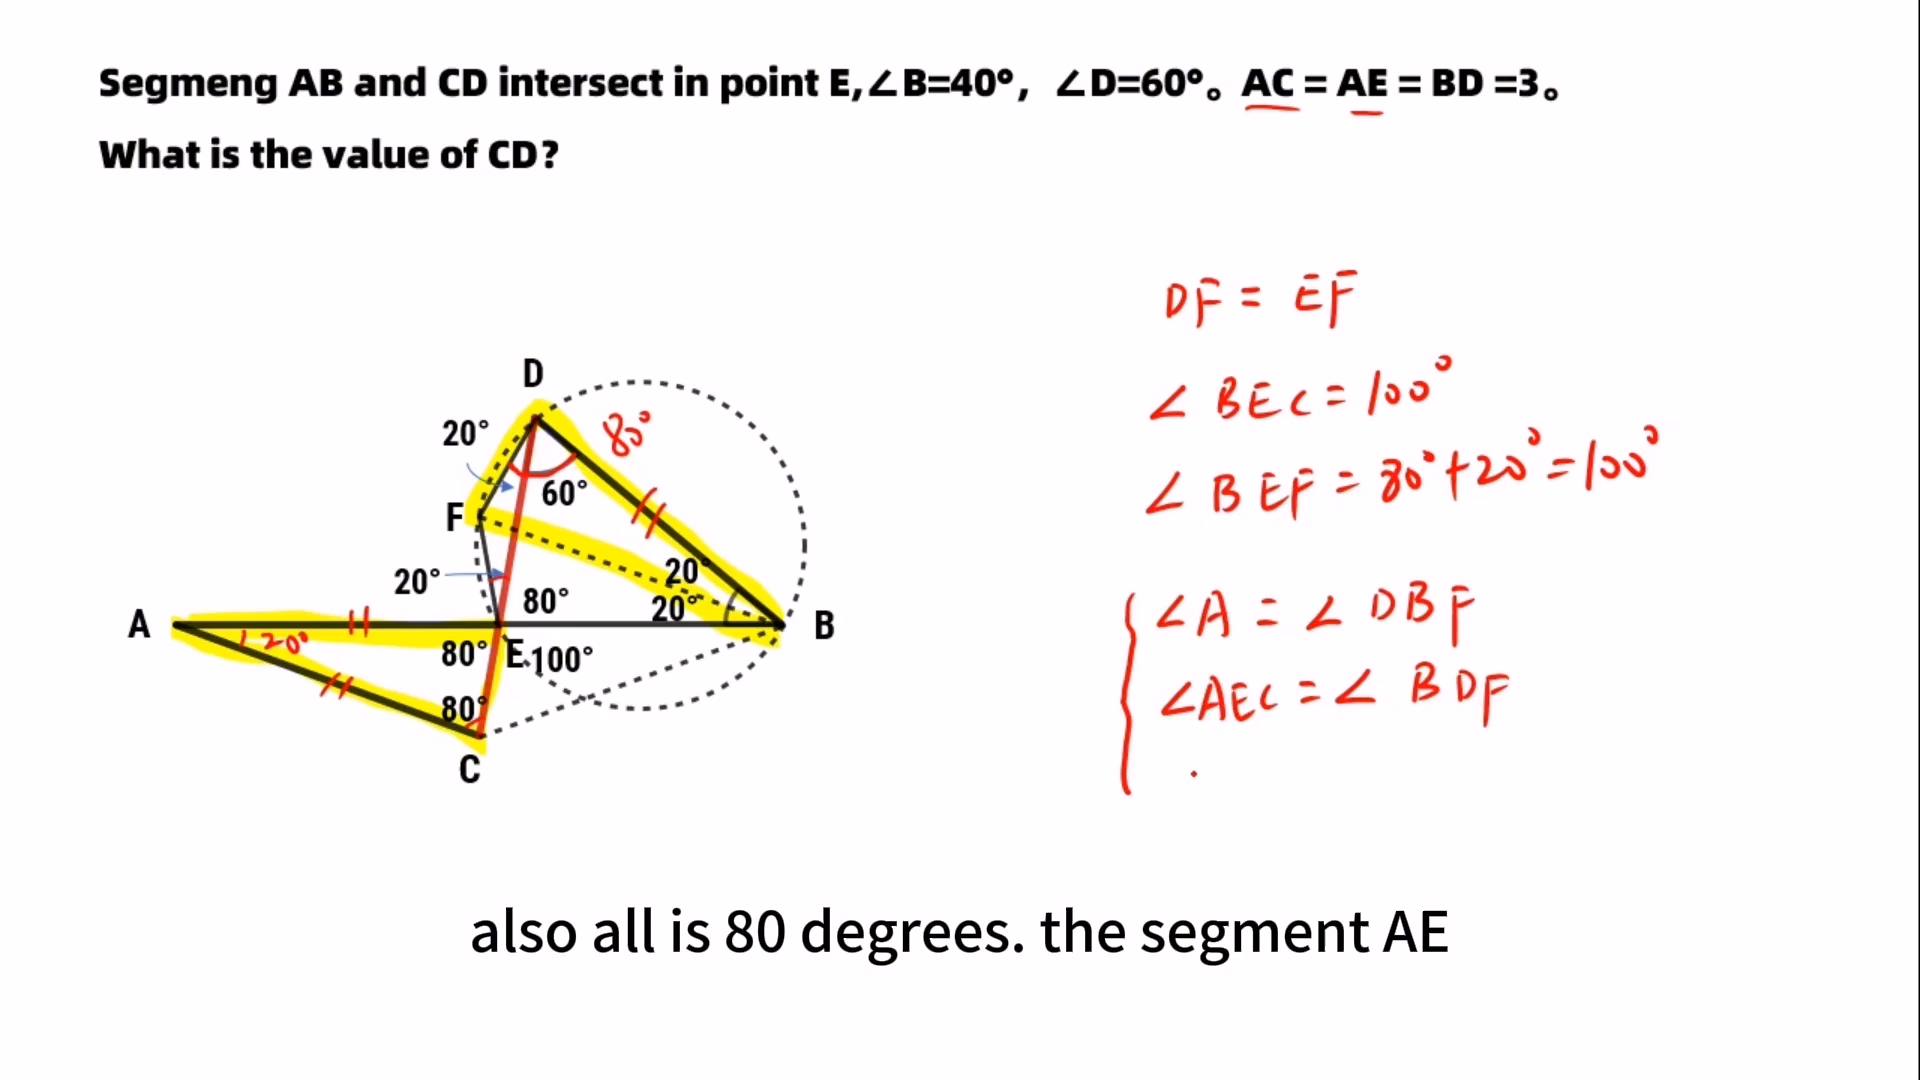 Segmeng AB and CD intersect in point E,∠B=40°, ∠D=60°。AC = AE = BD =3。
What is the value of CD?
DF = EF
D
∠BEC = 100°
20°
80°
∠BEF = 80°+20°=100°
60°
F
20°
20°
80°
20°
∠A = ∠DBF
A
B
20°
80°
E
100°
∠AEC = ∠BDF
80°
C
also all is 80 degrees. the segment AE